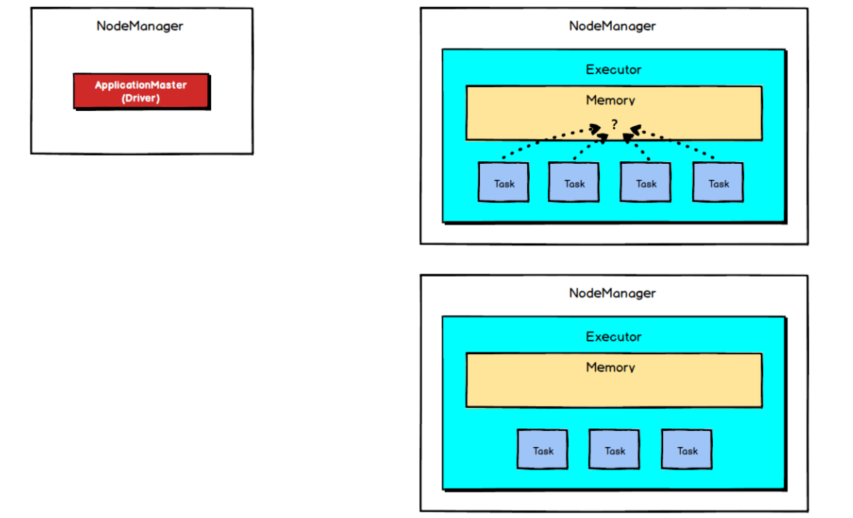 NodeManager
ApplicationMaster
(Driver)
NodeManager
Executor
Memory
?
Task Task Task Task
NodeManager
Executor
Memory
Task Task Task